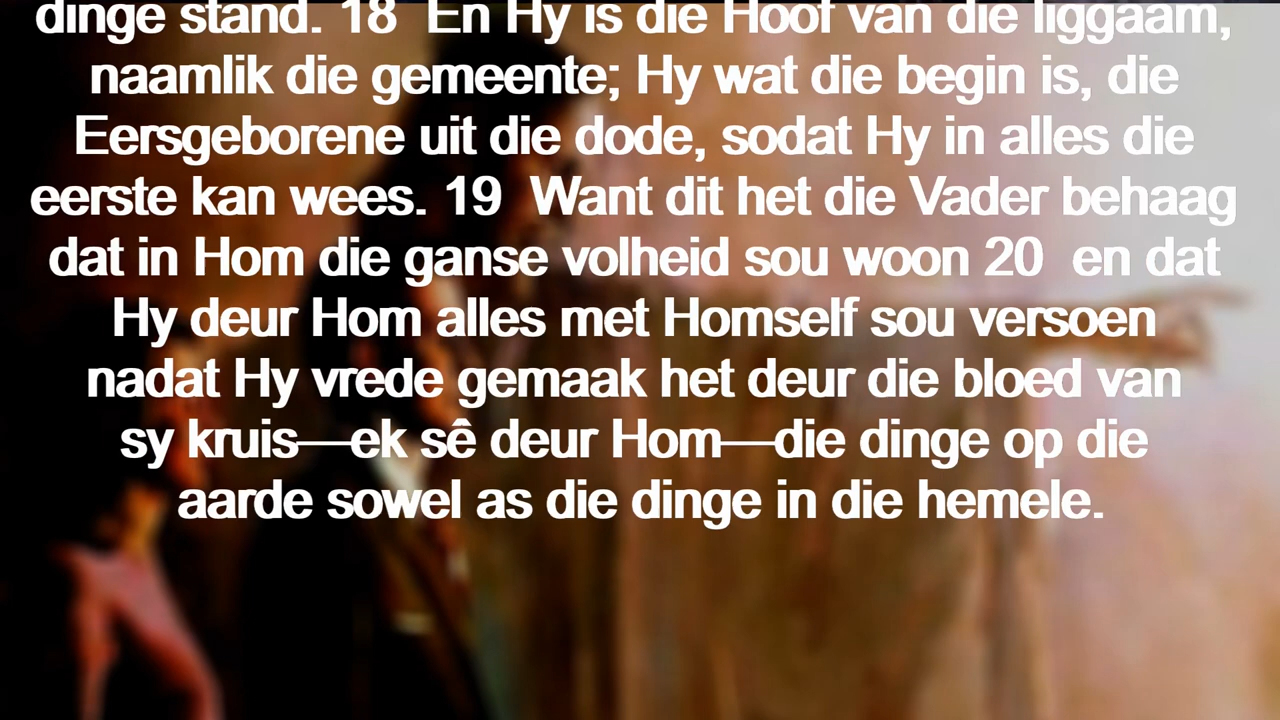 dinge stand. 18 En Hy is die Hoof van die liggaam,
naamlik die gemeente; Hy wat die begin is, die
Eersgeborene uit die dode, sodat Hy in alles die
eerste kan wees. 19 Want dit het die Vader behaag
dat in Hom die ganse volheid sou woon 20 en dat
Hy deur Hom alles met Homself sou versoen
nadat Hy vrede gemaak het deur die bloed van
sy kruis—ek sê deur Hom—die dinge op die
aarde sowel as die dinge in die hemele.